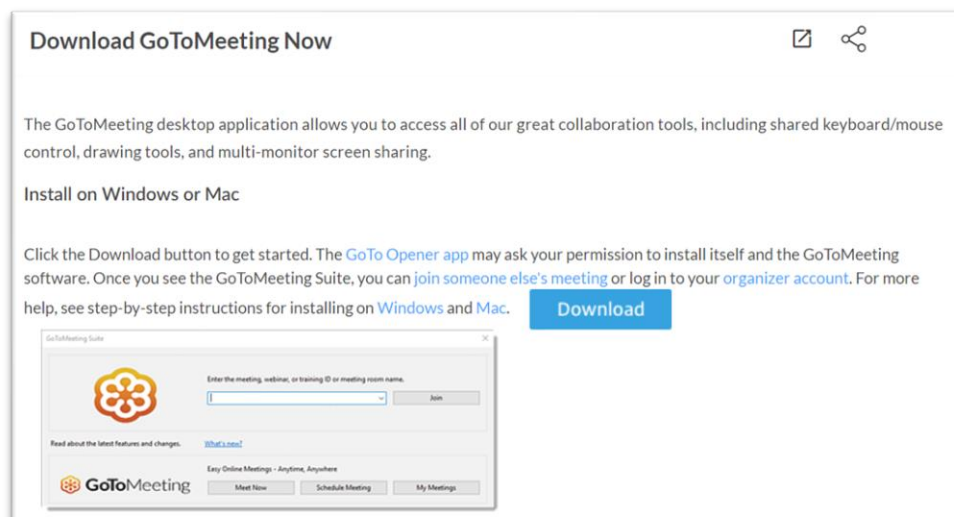 Download GoToMeeting Now
The GoToMeeting desktop application allows you to access all of our great collaboration tools, including shared keyboard/mouse
control, drawing tools, and multi-monitor screen sharing.
Install on Windows or Mac
Click the Download button to get started. The GoTo Opener app may ask your permission to install itself and the GoToMeeting
software. Once you see the GoToMeeting Suite, you can join someone else's meeting or log in to your organizer account. For more
help, see step-by-step instructions for installing on Windows and Mac. Download
GoToMeeting Suite
Enter the meeting, webinar, or training ID or meeting room name.
Join
Read about the latest features and changes. What's new?
Easy Online Meetings - Anytime, Anywhere
GoToMeeting Meet Now Schedule Meeting My Meetings